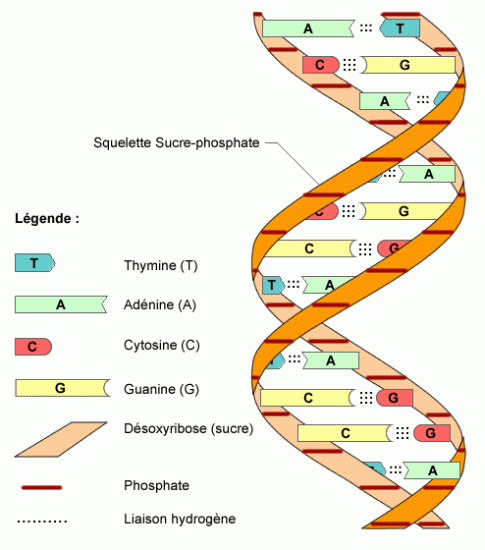 A T
C G
A
Squelette Sucre-phosphate
A
C G
C G
T A
A
C G
C G
A
Légende :
T Thymine (T)
A Adénine (A)
C Cytosine (C)
G Guanine (G)
Désoxyribose (sucre)
Phosphate
Liaison hydrogène